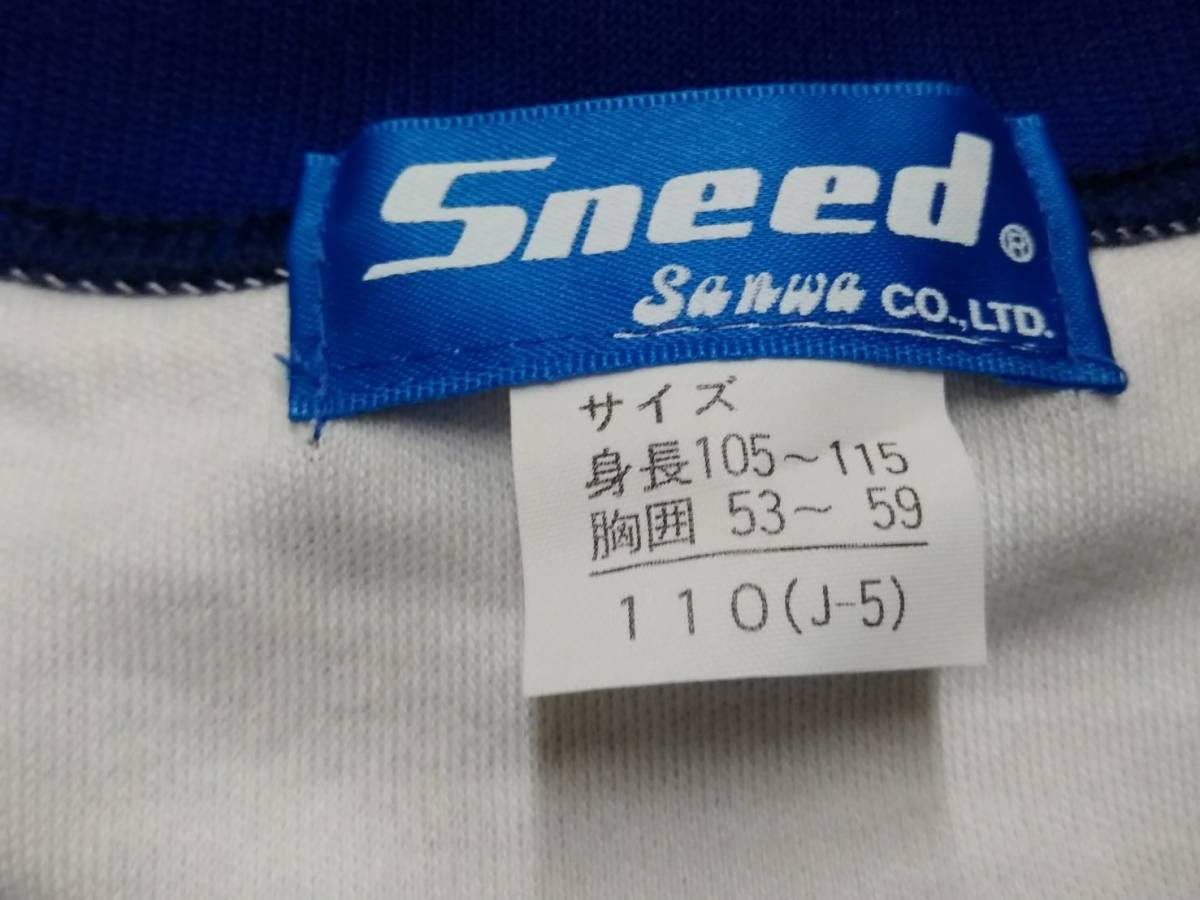 Sneed®
Sanwa CO.,LTD.
サイズ
身長105〜115
胸囲 53〜 59
110(J-5)